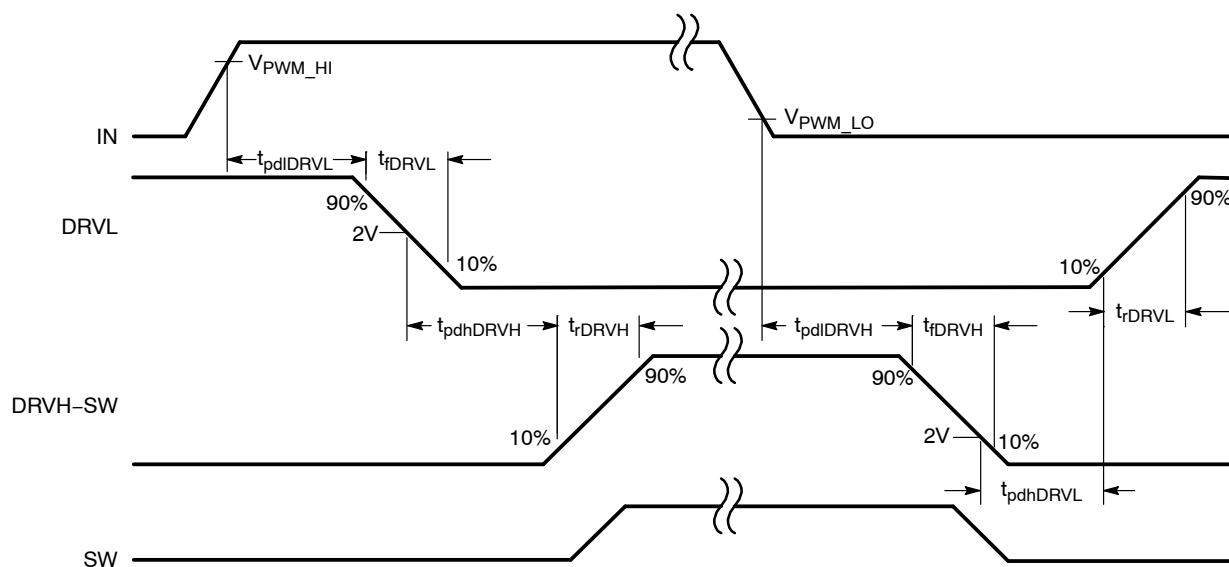 VPWM_HI
IN
VPWM_LO
tpdlDRVL
tfDRVL
DRVL
90%
2V
10%
10%
90%
tpdhDRVH
trDRVH
tpdlDRVH
tfDRVH
trDRVL
DRVH–SW
10%
90%
90%
2V
10%
tpdhDRVL
SW